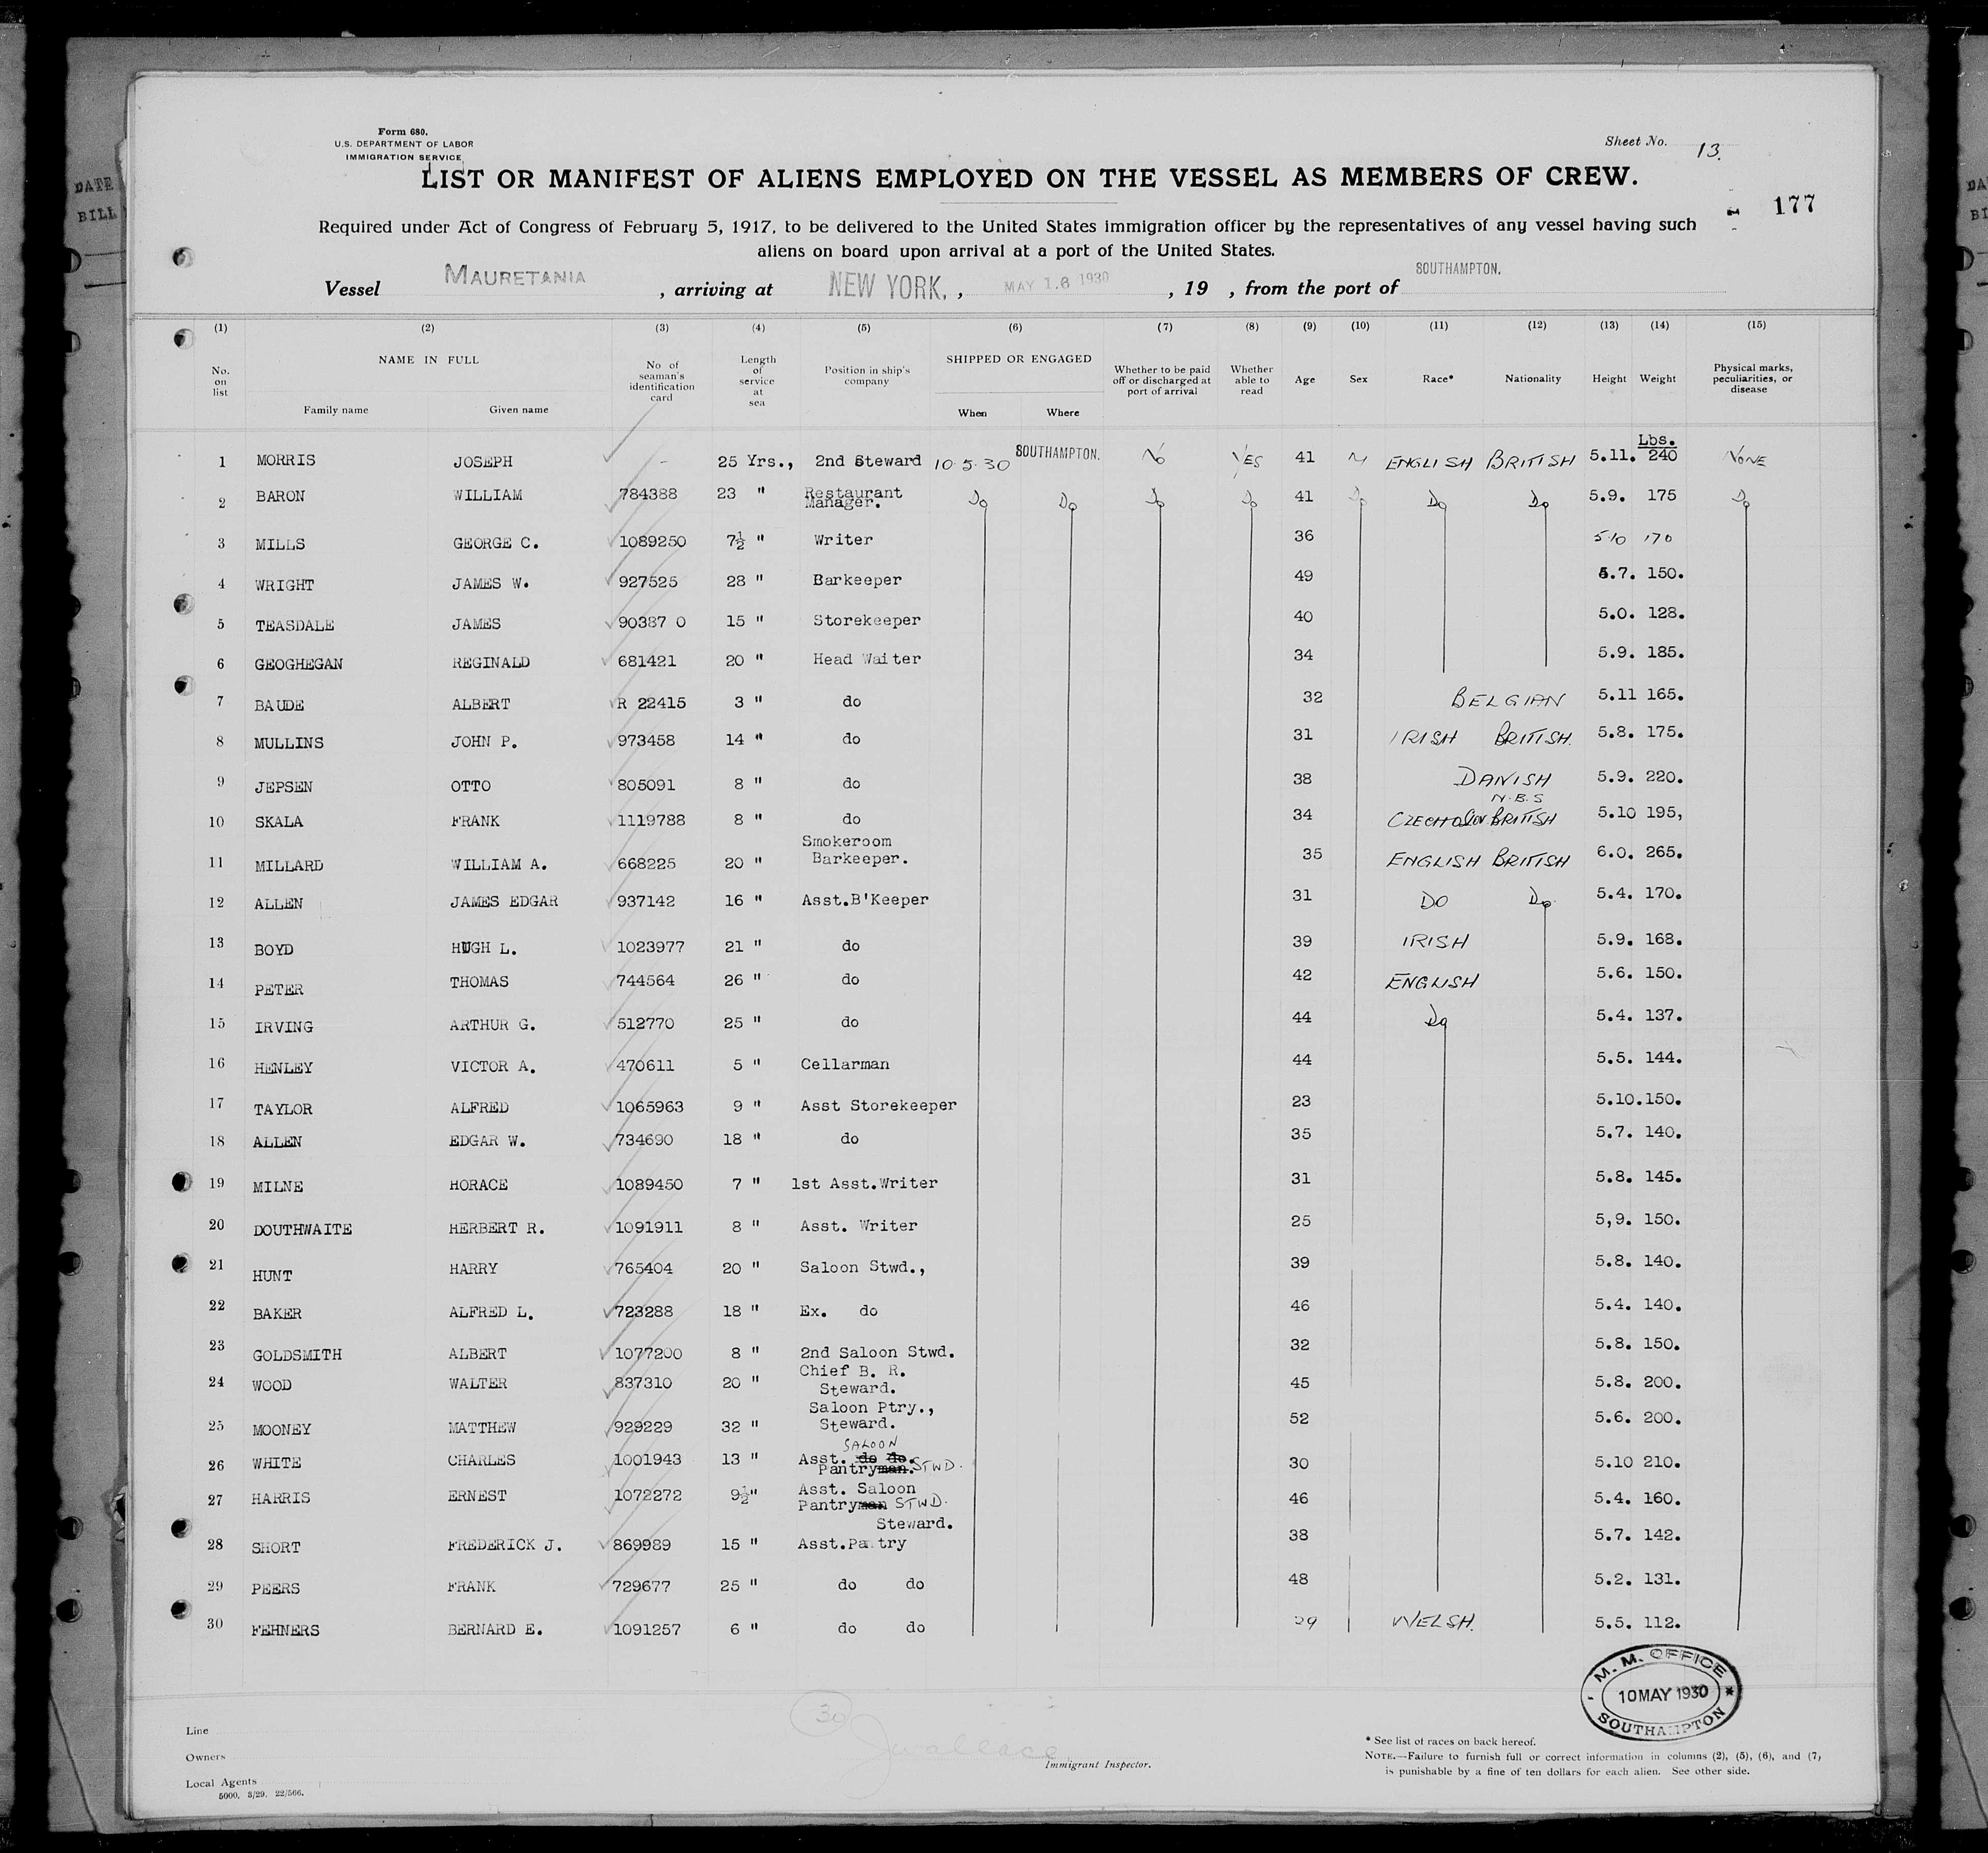 Form 680.
U.S. DEPARTMENT OF LABOR
IMMIGRATION SERVICE
Sheet No. 13.
LIST OR MANIFEST OF ALIENS EMPLOYED ON THE VESSEL AS MEMBERS OF CREW.
177
Required under Act of Congress of February 5, 1917, to be delivered to the United States immigration officer by the representatives of any vessel having such
aliens on board upon arrival at a port of the United States.
Vessel MAURETANIA , arriving at NEW YORK, , MAY 16 1930 , 19 , from the port of SOUTHAMPTON.
(1) (2) (3) (4) (5) (6) (7) (8) (9) (10) (11) (12) (13) (14) (15)
No. on list NAME IN FULL Family name Given name No of seaman's identification card Length of service at sea Position in ship's company SHIPPED OR ENGAGED When Where Whether to be paid off or discharged at port of arrival Whether able to read Age Sex Race* Nationality Height Weight Physical marks, peculiarities, or disease
Lbs.
1 MORRIS JOSEPH - 25 Yrs., 2nd Steward 10.5.30 SOUTHAMPTON. No YES 41 M ENGLISH BRITISH 5.11. 240 NONE
2 BARON WILLIAM 784388 23 " Restaurant Manager. Do Do Do Do 41 Do Do Do 5.9. 175 Do
3 MILLS GEORGE C. 1089250 7½ " Writer 36 5.10 170
4 WRIGHT JAMES W. 927525 28 " Barkeeper 49 5.7. 150.
5 TEASDALE JAMES 90387 0 15 " Storekeeper 40 5.0. 128.
6 GEOGHEGAN REGINALD 681421 20 " Head Waiter 34 5.9. 185.
7 BAUDE ALBERT R 22415 3 " do 32 BELGIAN 5.11 165.
8 MULLINS JOHN P. 973458 14 " do 31 IRISH BRITISH. 5.8. 175.
9 JEPSEN OTTO 805091 8 " do 38 DANISH 5.9. 220.
10 SKALA FRANK 1119788 8 " do 34 CZECHOSLOV N.B.S BRITISH 5.10 195,
11 MILLARD WILLIAM A. 668225 20 " Smokeroom Barkeeper. 35 ENGLISH BRITISH 6.0. 265.
12 ALLEN JAMES EDGAR 937142 16 " Asst.B'Keeper 31 DO Do 5.4. 170.
13 BOYD HUGH L. 1023977 21 " do 39 IRISH 5.9. 168.
14 PETER THOMAS 744564 26 " do 42 ENGLISH 5.6. 150.
15 IRVING ARTHUR G. 512770 25 " do 44 Do 5.4. 137.
16 HENLEY VICTOR A. 470611 5 " Cellarman 44 5.5. 144.
17 TAYLOR ALFRED 1065963 9 " Asst Storekeeper 23 5.10.150.
18 ALLEN EDGAR W. 734690 18 " do 35 5.7. 140.
19 MILNE HORACE 1089450 7 " 1st Asst.Writer 31 5.8. 145.
20 DOUTHWAITE HERBERT R. 1091911 8 " Asst. Writer 25 5,9. 150.
21 HUNT HARRY 765404 20 " Saloon Stwd., 39 5.8. 140.
22 BAKER ALFRED L. 723288 18 " Ex. do 46 5.4. 140.
23 GOLDSMITH ALBERT 1077200 8 " 2nd Saloon Stwd. 32 5.8. 150.
24 WOOD WALTER 837310 20 " Chief B. R. Steward. 45 5.8. 200.
25 MOONEY MATTHEW 929229 32 " Saloon Ptry., Steward. 52 5.6. 200.
26 WHITE CHARLES 1001943 13 " Asst. SALOON do do. Pantryman. STWD. 30 5.10 210.
27 HARRIS ERNEST 1072272 9½" Asst. Saloon Pantryman STWD. 46 5.4. 160.
28 SHORT FREDERICK J. 869989 15 " Asst.Pa try Steward. 38 5.7. 142.
29 PEERS FRANK 729677 25 " do do 48 5.2. 131.
30 FEHNERS BERNARD E. 1091257 6 " do do 29 WELSH. 5.5. 112.
M. M. OFFICE
10 MAY 1930
SOUTHAMPTON
30
Line
Owners
Local Agents
5000. 3/29. 22/566.
J Wallace
Immigrant Inspector.
* See list of races on back hereof.
NOTE.—Failure to furnish full or correct information in columns (2), (5), (6), and (7)
is punishable by a fine of ten dollars for each alien. See other side.
DATE
BILL
DA
BI